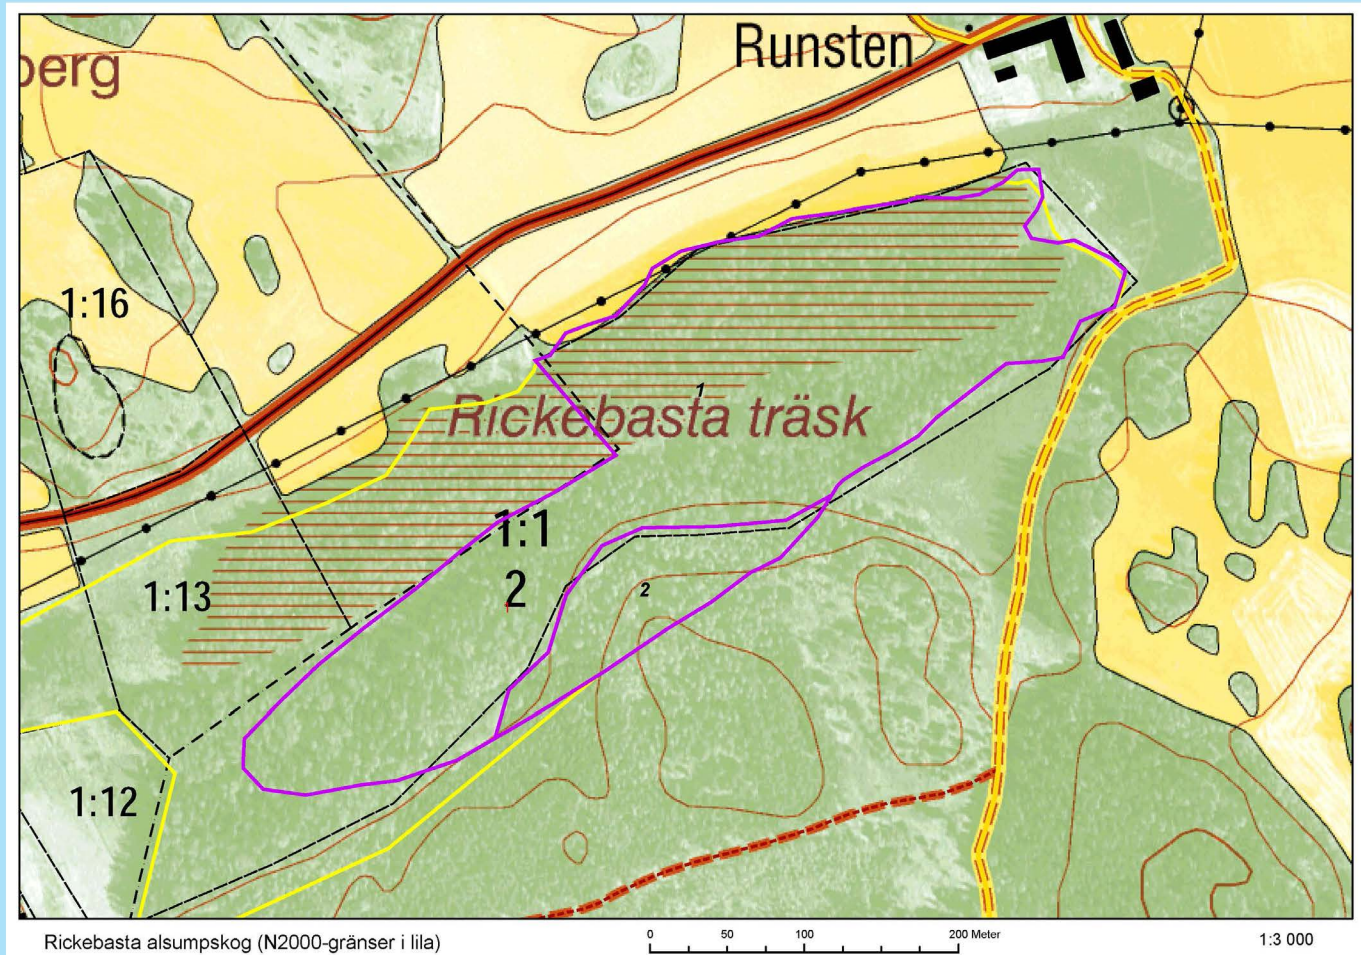 Runsten
berg
1:16
1
Rickebasta träsk
1:1
2
1:13
2
1:12
Rickebasta alsumpskog (N2000-gränser i lila)
0 50 100 200 Meter
1:3 000